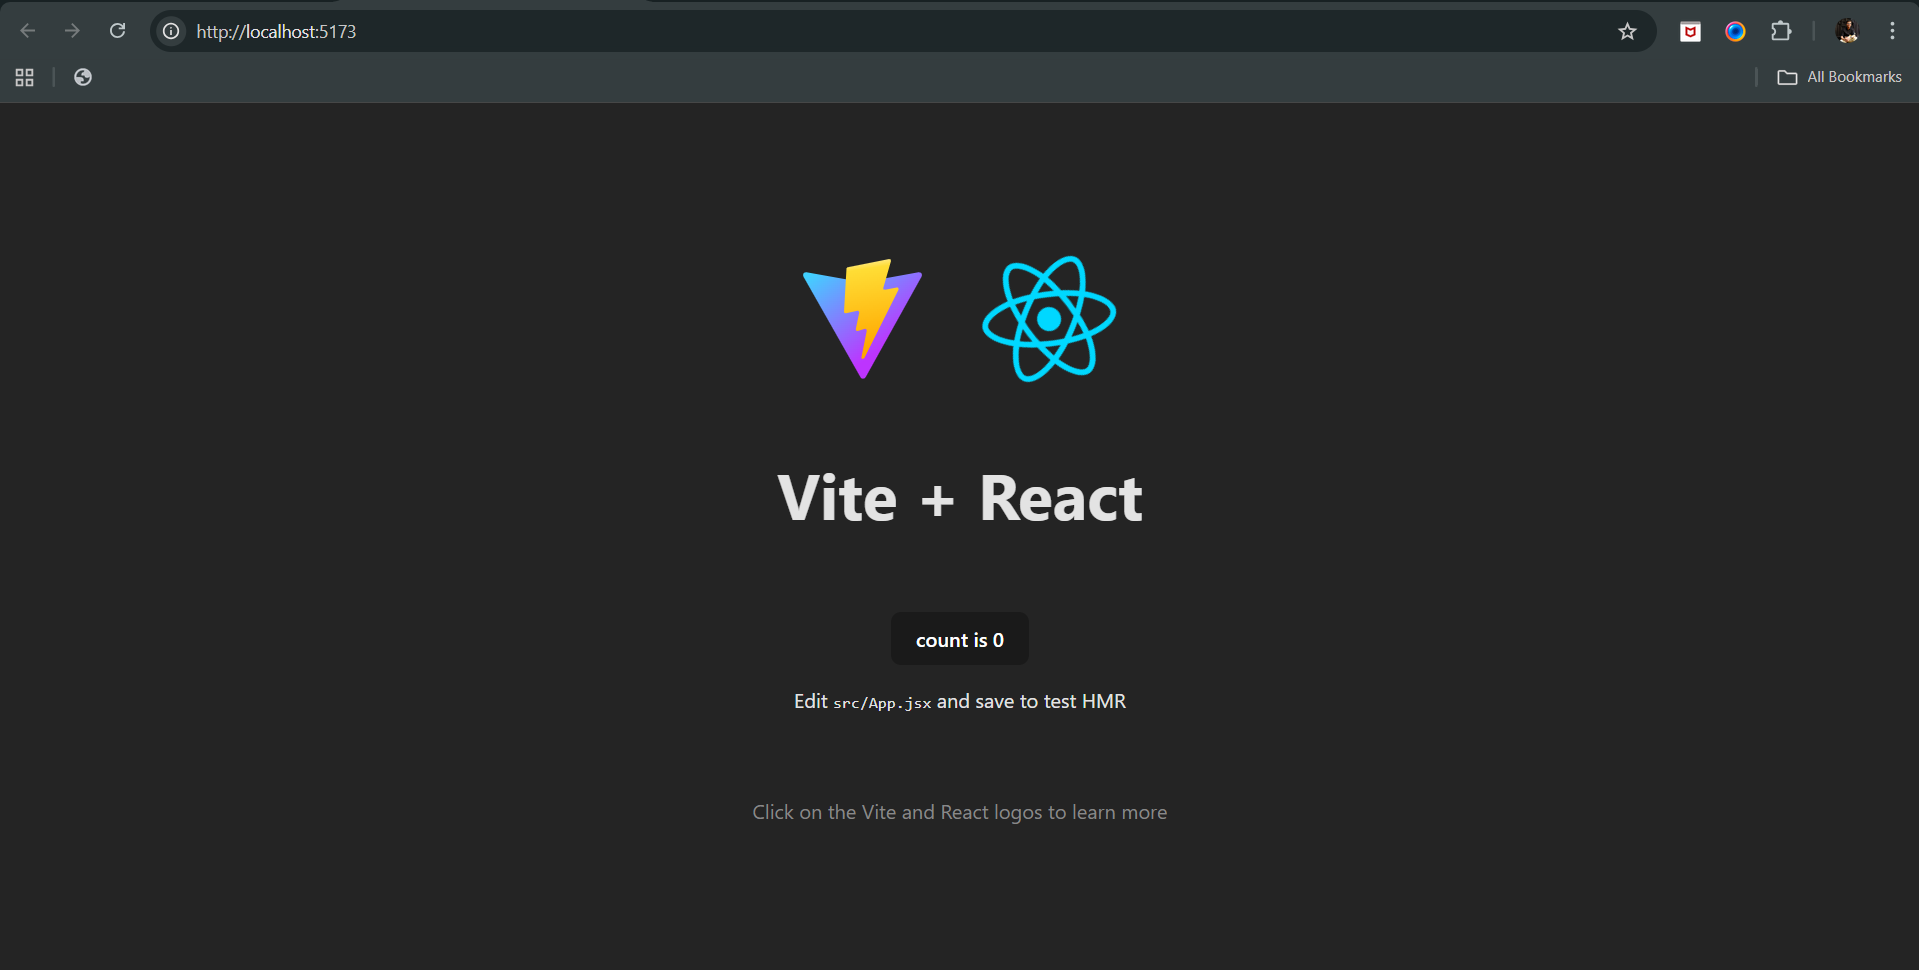 http://localhost:5173
All Bookmarks
Vite + React
count is 0
Edit src/App.jsx and save to test HMR
Click on the Vite and React logos to learn more